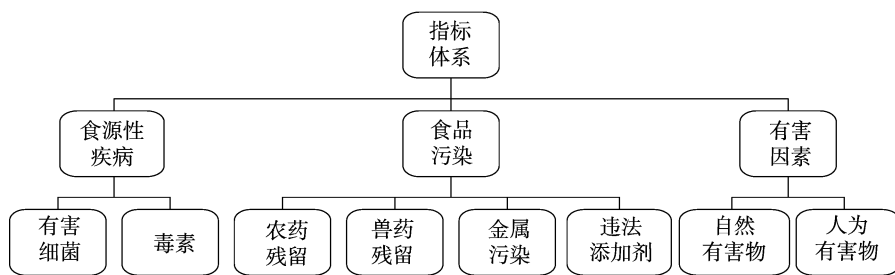 指标
体系
食源性
疾病
食品
污染
有害
因素
有害
细菌
毒素
农药
残留
兽药
残留
金属
污染
违法
添加剂
自然
有害物
人为
有害物